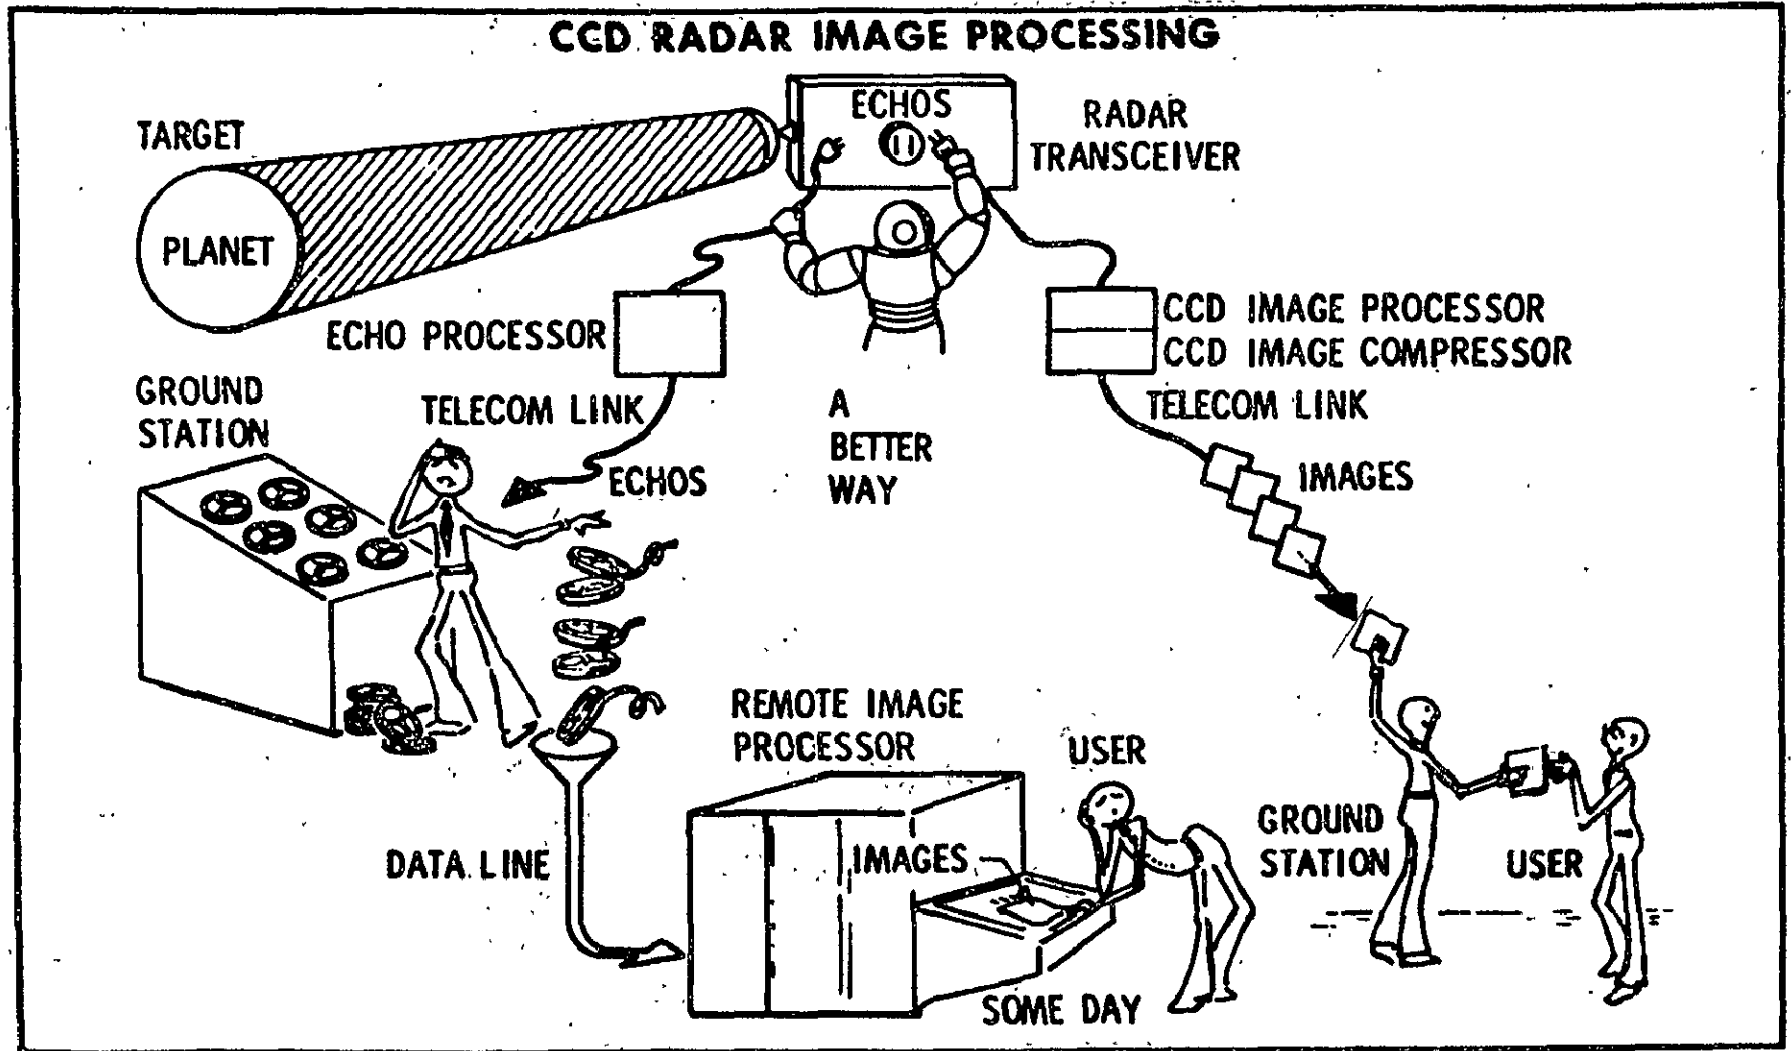 CCD RADAR IMAGE PROCESSING
ECHOS
RADAR
TRANSCEIVER
TARGET
PLANET
ECHO PROCESSOR
CCD IMAGE PROCESSOR
CCD IMAGE COMPRESSOR
GROUND
STATION
TELECOM LINK
A
BETTER
WAY
TELECOM LINK
ECHOS
IMAGES
REMOTE IMAGE
PROCESSOR
USER
DATA LINE
IMAGES
GROUND
STATION
USER
SOME DAY